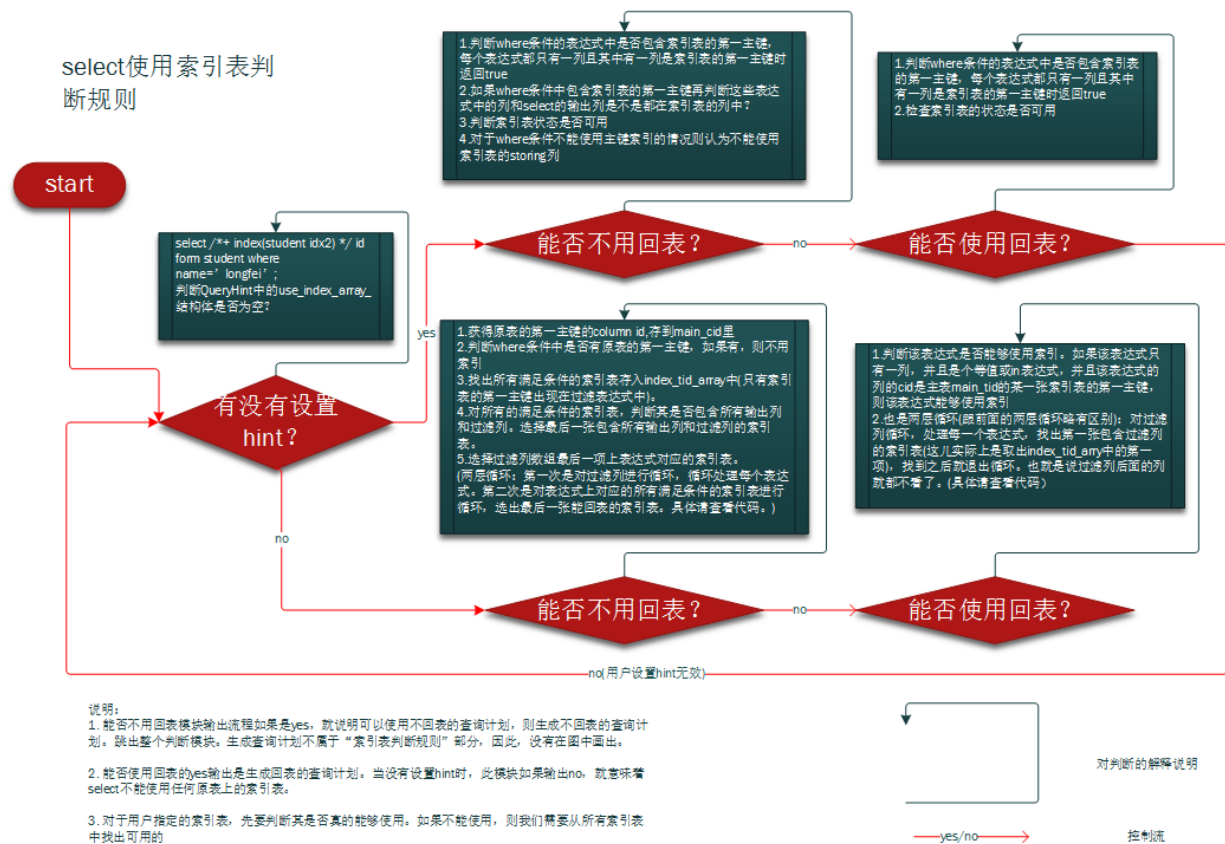 select使用索引表判
断规则
start
1.判断where条件的表达式中是否包含索引表的第一主键，
每个表达式都只有一列且其中有一列是索引表的第一主键时
返回true
2.如果where条件中包含索引表的第一主键再判断这些表达
式中的列和select的输出列是不是都在索引表的列中？
3.判断索引表状态是否可用
4.对于where条件不能使用主键索引的情况则认为不能使用
索引表的storing列
1.判断where条件的表达式中是否包含索引表
的第一主键，每个表达式都只有一列且其中
有一列是索引表的第一主键时返回true
2.检查索引表的状态是否可用
select /*+ index(student idx2) */ id
form student where
name=’longfei’;
判断QueryHint中的use_index_array_
结构体是否为空？
能否不用回表？
no
能否使用回表？
yes
有没有设置
hint？
no
1.获得原表的第一主键的column id,存到main_cid里
2.判断where条件中是否有原表的第一主键，如果有，则不用
索引
3.找出所有满足条件的索引表存入index_tid_array中(只有索引
表的第一主键出现在过滤表达式中)。
4.对所有的满足条件的索引表，判断其是否包含所有输出列
和过滤列。选择最后一张包含所有输出列和过滤列的索引
表。
5.选择过滤列数组最后一项上表达式对应的索引表。
(两层循环：第一次是对过滤列进行循环，循环处理每个表达
式。第二次是对表达式上对应的所有满足条件的索引表进行
循环，选出最后一张能回表的索引表。具体请查看代码。)
1.判断该表达式是否能够使用索引。如果该表达式只
有一列，并且是个等值或in表达式，并且该表达式的
列的cid是主表main_tid的某一张索引表的第一主键，
则该表达式能够使用索引
2.也是两层循环(跟前面的两层循环略有区别)：对过滤
列循环，处理每一个表达式，找出第一张包含过滤列
的索引表(这儿实际上是取出index_tid_arry中的第一
项)，找到之后就退出循环。也就是说过滤列后面的列
就都不看了。(具体请查看代码)
能否不用回表？
no
能否使用回表？
no(用户设置hint无效)
说明：
1. 能否不用回表模块输出流程如果是yes，就说明可以使用不回表的查询计划，则生成不回表的查询计
划。跳出整个判断模块。生成查询计划不属于“索引表判断规则”部分，因此，没有在图中画出。
2. 能否使用回表的yes输出是生成回表的查询计划。当没有设置hint时，此模块如果输出no，就意味着
select不能使用任何原表上的索引表。
3. 对于用户指定的索引表，先要判断其是否真的能够使用。如果不能使用，则我们需要从所有索引表
中找出可用的
对判断的解释说明
yes/no
控制流